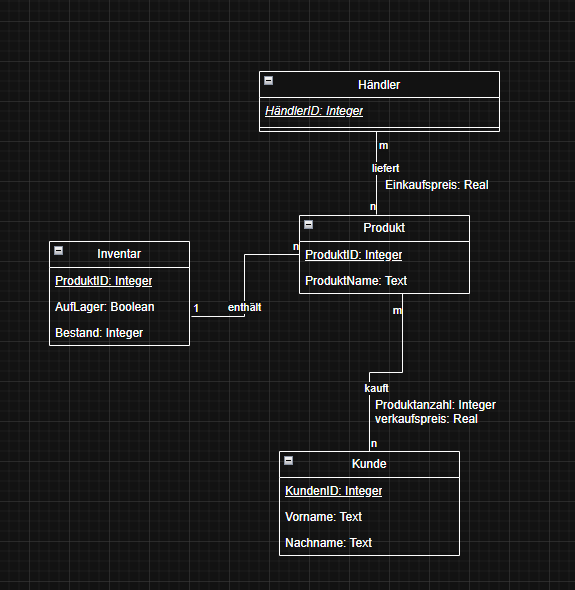 Händler
HändlerID: Integer
m
liefert
Einkaufspreis: Real
n
Produkt
ProduktID: Integer
ProduktName: Text
n
Inventar
ProduktID: Integer
AufLager: Boolean
Bestand: Integer
1
enthält
m
kauft
Produktanzahl: Integer
verkaufspreis: Real
n
Kunde
KundenID: Integer
Vorname: Text
Nachname: Text